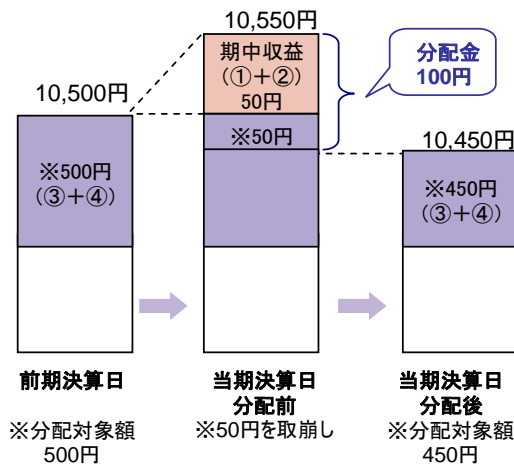 10,550円
期中収益
(①+②)
50円
分配金
100円
10,500円
※50円
10,450円
※500円
(③+④)
※450円
(③+④)
前期決算日
当期決算日
分配前
当期決算日
分配後
※分配対象額
500円
※50円を取崩し
※分配対象額
450円